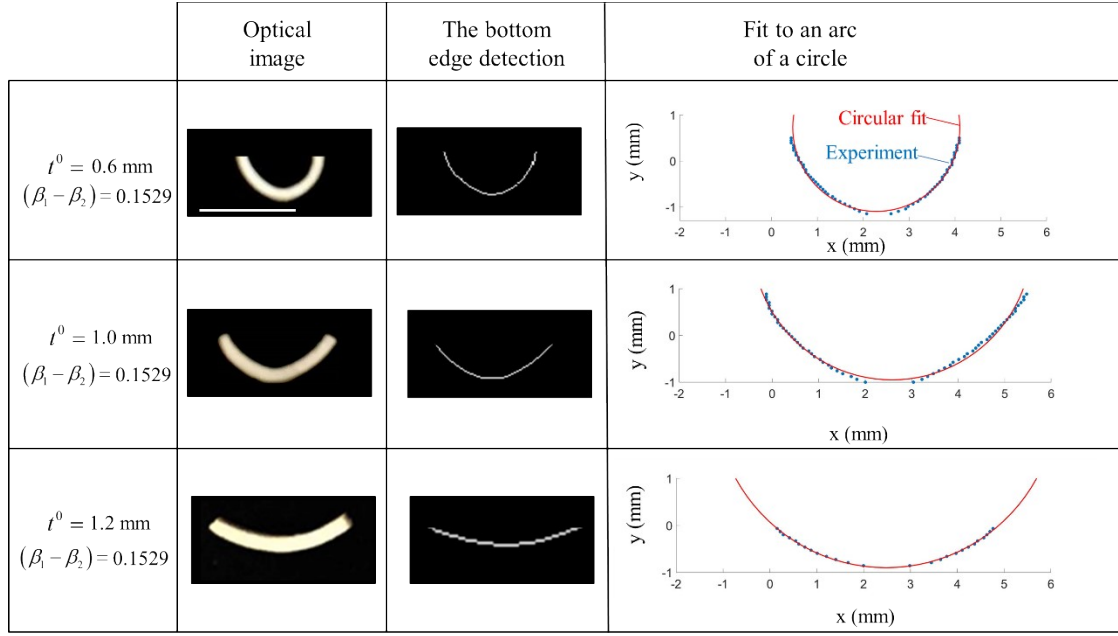 Optical
image
The bottom
edge detection
Fit to an arc
of a circle
t⁰ = 0.6 mm
(β₁ − β₂) = 0.1529
Circular fit
Experiment
y (mm)
1
0
-1
-2 -1 0 1 2 3 4 5 6
x (mm)
t⁰ = 1.0 mm
(β₁ − β₂) = 0.1529
y (mm)
1
0
-1
-2 -1 0 1 2 3 4 5 6
x (mm)
t⁰ = 1.2 mm
(β₁ − β₂) = 0.1529
y (mm)
1
0
-1
-2 -1 0 1 2 3 4 5 6
x (mm)